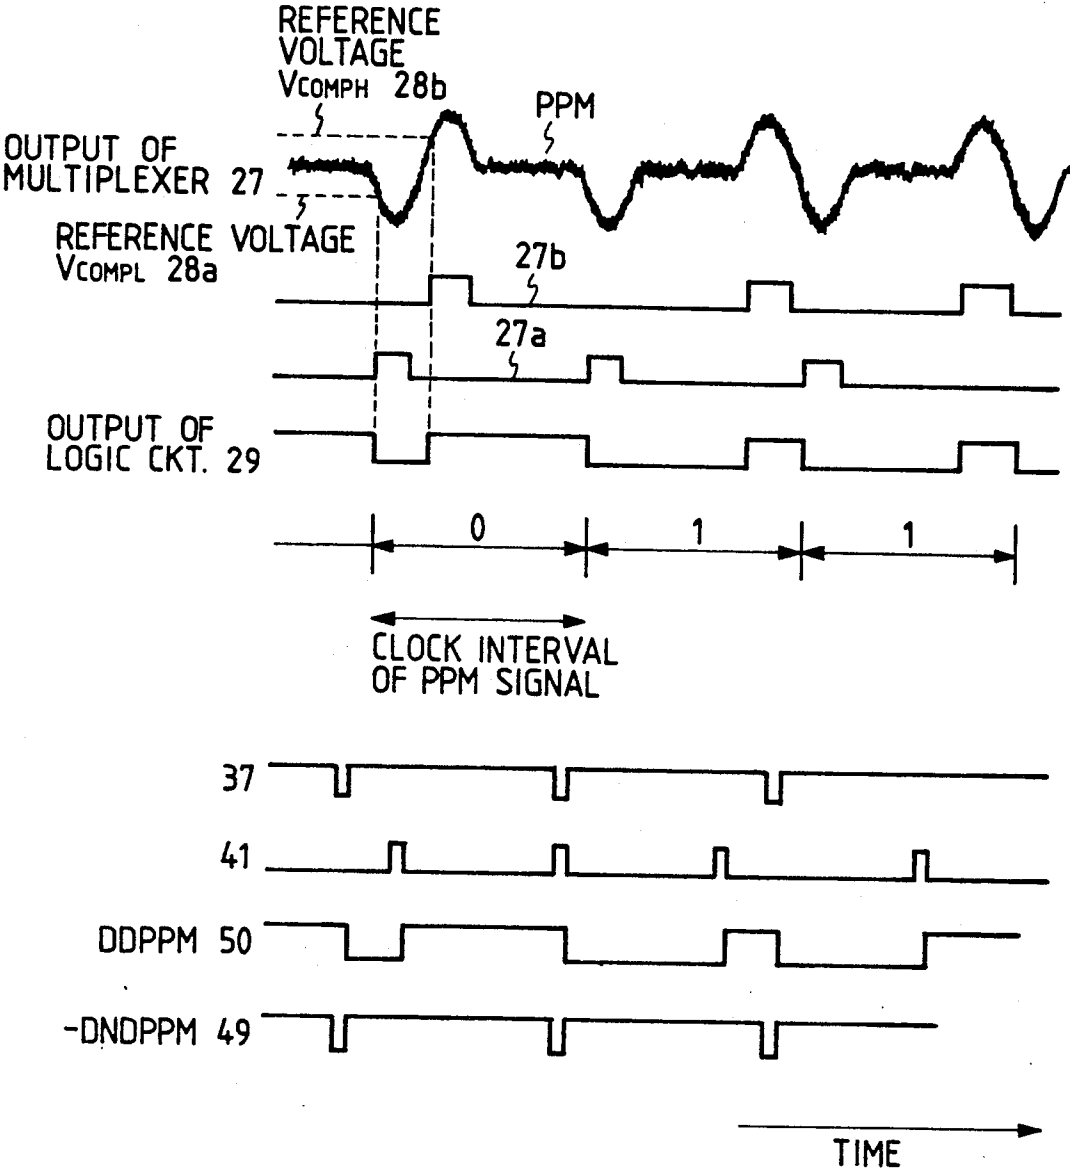 REFERENCE
VOLTAGE
VCOMPH 28b
PPM
OUTPUT OF
MULTIPLEXER 27
REFERENCE VOLTAGE
VCOMPL 28a
27b
27a
OUTPUT OF
LOGIC CKT. 29
0 1 1
CLOCK INTERVAL
OF PPM SIGNAL
37
41
DDPPM 50
-DNDPPM 49
TIME